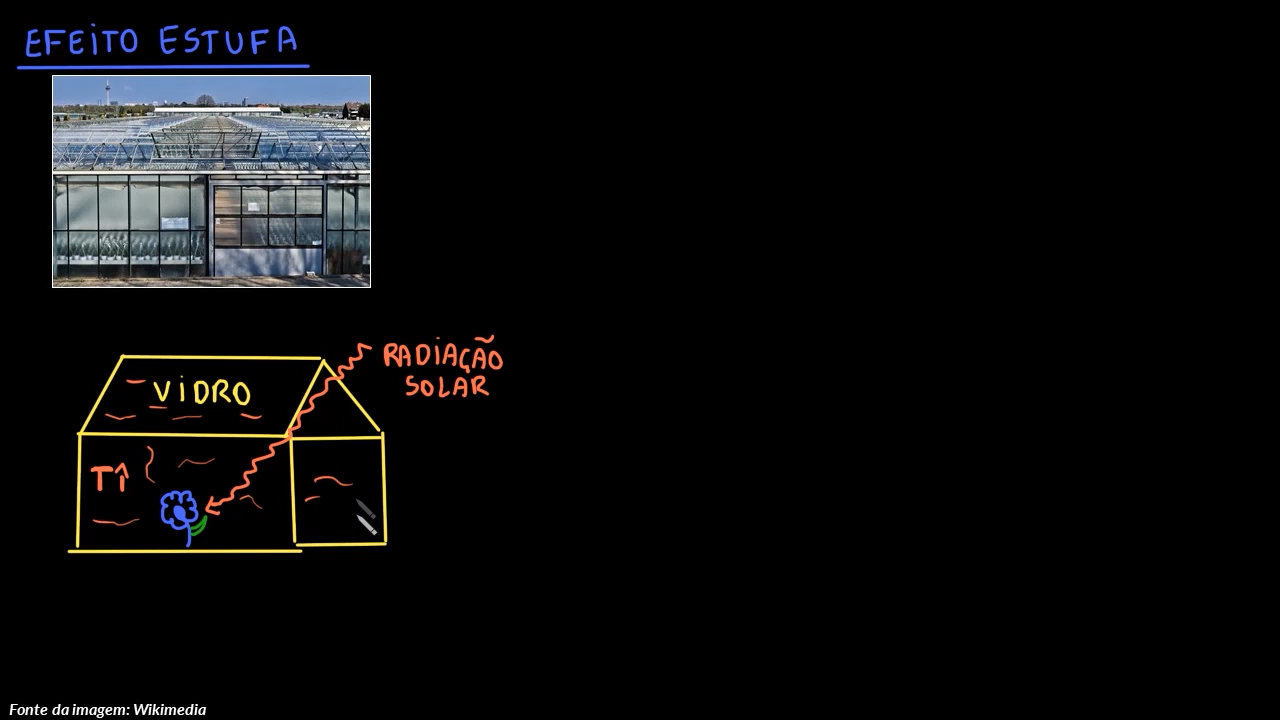 EFEITO ESTUFA
RADIAÇÃO
SOLAR
VIDRO
T↑
Fonte da imagem: Wikimedia